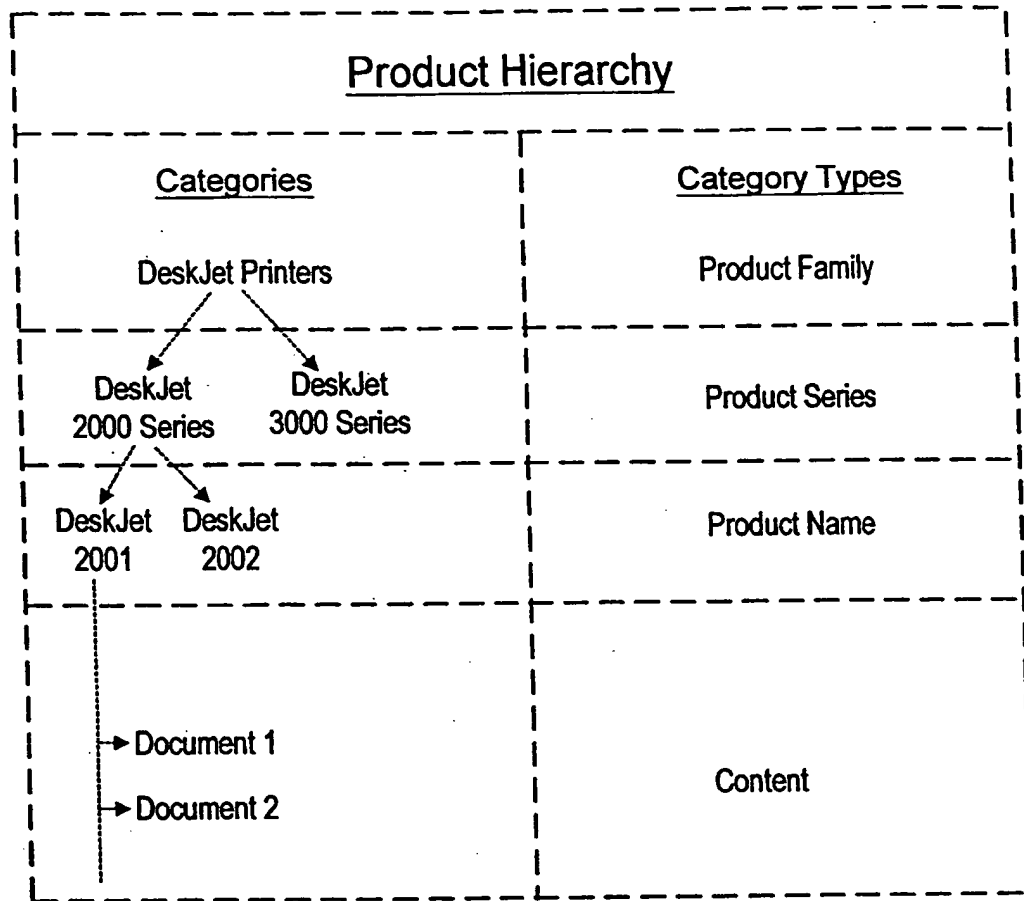 Product Hierarchy
Categories
Category Types
DeskJet Printers
Product Family
DeskJet
2000 Series
DeskJet
3000 Series
Product Series
DeskJet
2001
DeskJet
2002
Product Name
Document 1
Document 2
Content